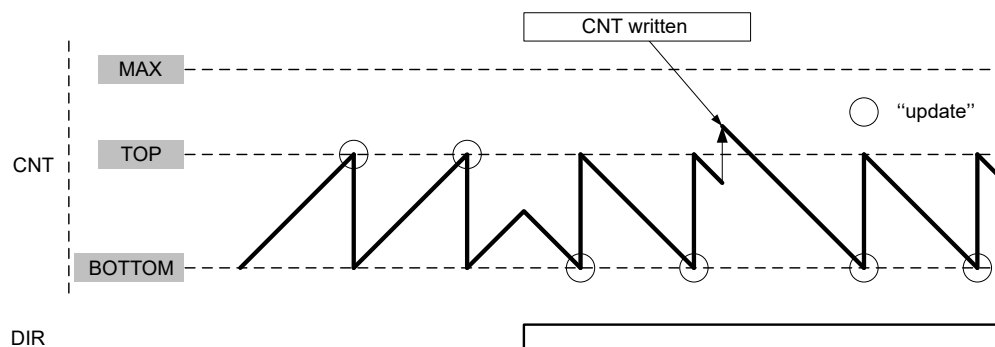 CNT written
MAX
“update”
TOP
CNT
BOTTOM
DIR